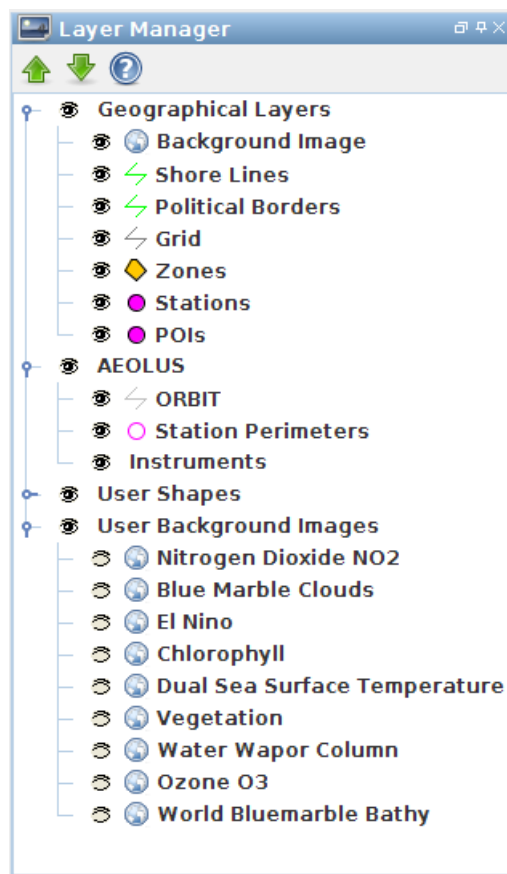 Layer Manager
Geographical Layers
Background Image
Shore Lines
Political Borders
Grid
Zones
Stations
POIs
AEOLUS
ORBIT
Station Perimeters
Instruments
User Shapes
User Background Images
Nitrogen Dioxide NO2
Blue Marble Clouds
El Nino
Chlorophyll
Dual Sea Surface Temperature
Vegetation
Water Wapor Column
Ozone O3
World Bluemarble Bathy